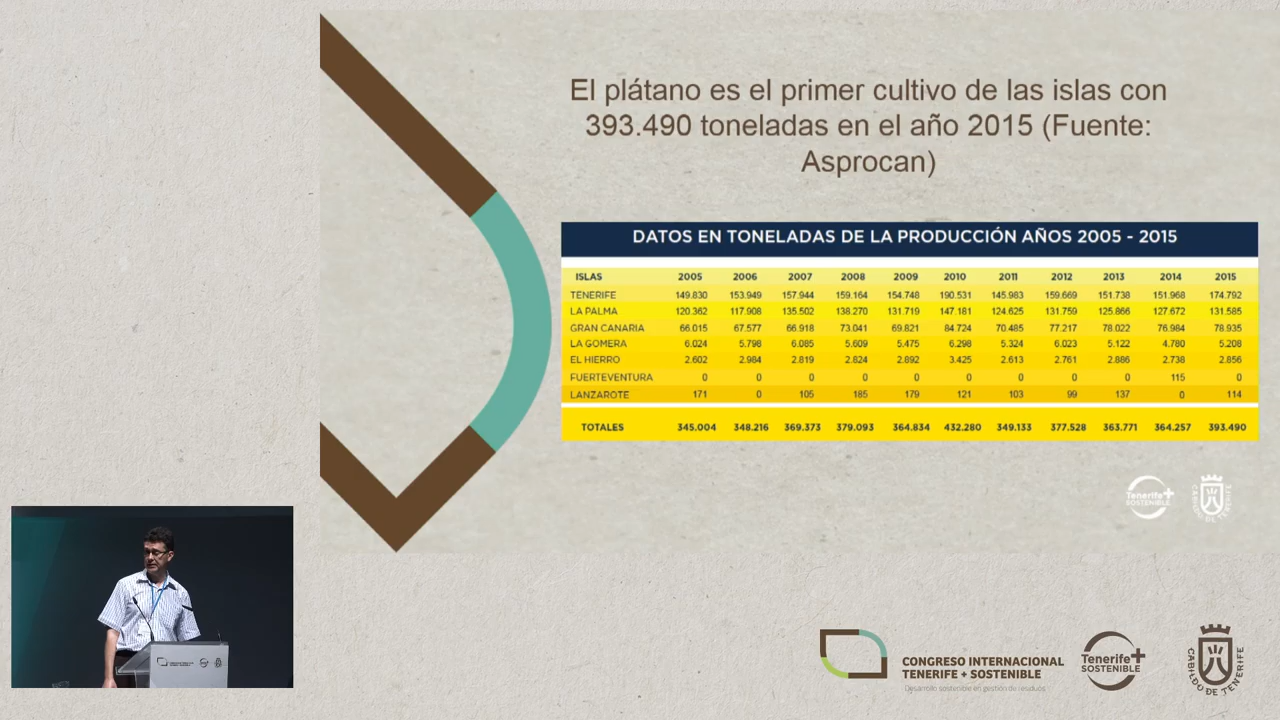 El plátano es el primer cultivo de las islas con
393.490 toneladas en el año 2015 (Fuente:
Asprocan)
DATOS EN TONELADAS DE LA PRODUCCIÓN AÑOS 2005 - 2015
ISLAS 2005 2006 2007 2008 2009 2010 2011 2012 2013 2014 2015
TENERIFE 149.830 153.949 157.944 159.164 154.748 190.531 145.983 159.669 151.738 151.968 174.792
LA PALMA 120.362 117.908 135.502 138.270 131.719 147.181 124.625 131.759 125.866 127.672 131.585
GRAN CANARIA 66.015 67.577 66.918 73.041 69.821 84.724 70.485 77.217 78.022 76.984 78.935
LA GOMERA 6.024 5.798 6.085 5.609 5.475 6.298 5.324 6.023 5.122 4.780 5.208
EL HIERRO 2.602 2.984 2.819 2.824 2.892 3.425 2.613 2.761 2.886 2.738 2.856
FUERTEVENTURA 0 0 0 0 0 0 0 0 0 115 0
LANZAROTE 171 0 105 185 179 121 103 99 137 0 114
TOTALES 345.004 348.216 369.373 379.093 364.834 432.280 349.133 377.528 363.771 364.257 393.490
Tenerife+
SOSTENIBLE
CABILDO DE TENERIFE
CONGRESO INTERNACIONAL
TENERIFE + SOSTENIBLE
Desarrollo sostenible en gestión de residuos
Tenerife+
SOSTENIBLE
CABILDO DE TENERIFE